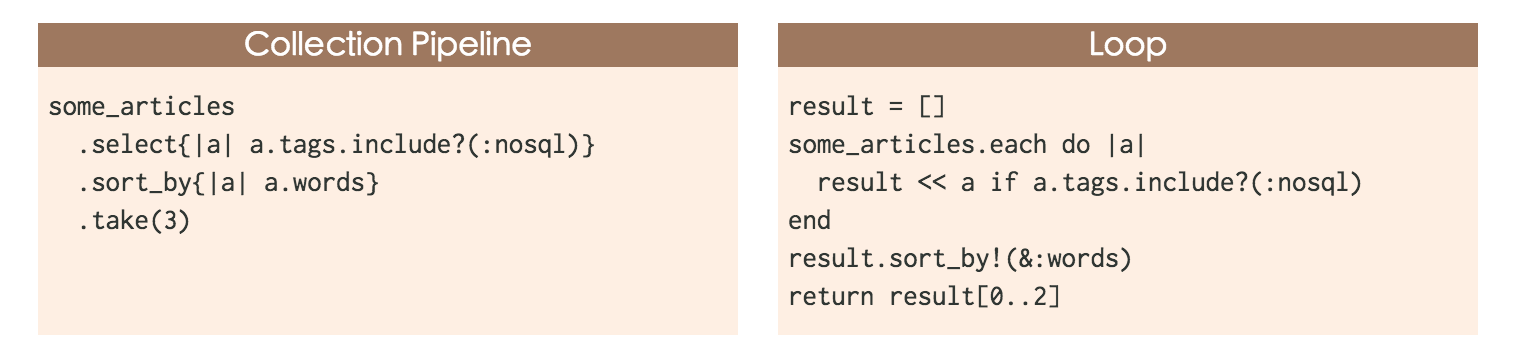 Collection Pipeline
some_articles
  .select{|a| a.tags.include?(:nosql)}
  .sort_by{|a| a.words}
  .take(3)
Loop
result = []
some_articles.each do |a|
  result << a if a.tags.include?(:nosql)
end
result.sort_by!(&:words)
return result[0..2]